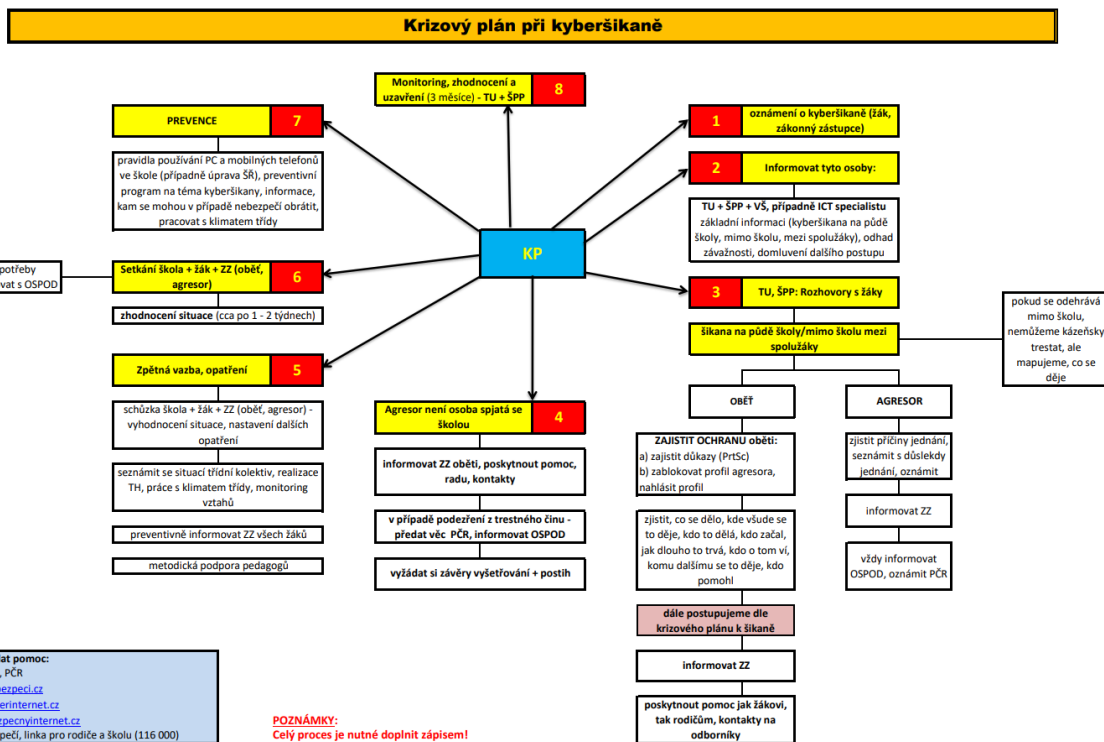 Krizový plán při kyberšikaně
Monitoring, zhodnocení a
uzavření (3 měsíce) - TU + ŠPP
8
PREVENCE
7
pravidla používání PC a mobilních telefonů
ve škole (případně úprava ŠŘ), preventivní
program na téma kyberšikany, informace,
kam se mohou v případě nebezpečí obrátit,
pracovat s klimatem třídy
1
oznámení o kyberšikaně (žák,
zákonný zástupce)
2
Informovat tyto osoby:
TU + ŠPP + VŠ, případně ICT specialistu
základní informaci (kyberšikana na půdě
školy, mimo školu, mezi spolužáky), odhad
závažnosti, domluvení dalšího postupu
KP
potřeby
s OSPOD
Setkání škola + žák + ZZ (oběť,
agresor)
6
zhodnocení situace (cca po 1 - 2 týdnech)
3
TU, ŠPP: Rozhovory s žáky
šikana na půdě školy/mimo školu mezi
spolužáky
pokud se odehrává
mimo školu,
nemůžeme kázeňsky
trestat, ale
mapujeme, co se
děje
Zpětná vazba, opatření
5
schůzka škola + žák + ZZ (oběť, agresor) -
vyhodnocení situace, nastavení dalších
opatření
seznámit se situací třídní kolektiv, realizace
TH, práce s klimatem třídy, monitoring
vztahů
preventivně informovat ZZ všech žáků
metodická podpora pedagogů
Agresor není osoba spjatá se
školou
4
informovat ZZ oběti, poskytnout pomoc,
radu, kontakty
v případě podezření z trestného činu -
předat věc PČR, informovat OSPOD
vyžádat si závěry vyšetřování + postih
OBĚŤ
ZAJISTIT OCHRANU oběti:
a) zajistit důkazy (PrtSc)
b) zablokovat profil agresora,
nahlásit profil
zjistit, co se dělo, kde všude se
to děje, kdo to dělá, kdo začal,
jak dlouho to trvá, kdo o tom ví,
komu dalšímu se to děje, kdo
pomohl
dále postupujeme dle
krizového plánu k šikaně
informovat ZZ
poskytnout pomoc jak žákovi,
tak rodičům, kontakty na
odborníky
AGRESOR
zjistit příčiny jednání,
seznámit s důsledky
jednání, oznámit
informovat ZZ
vždy informovat
OSPOD, oznámit PČR
pomoc:
, PČR
linka pro rodiče a školu (116 000)
POZNÁMKY:
Celý proces je nutné doplnit zápisem!